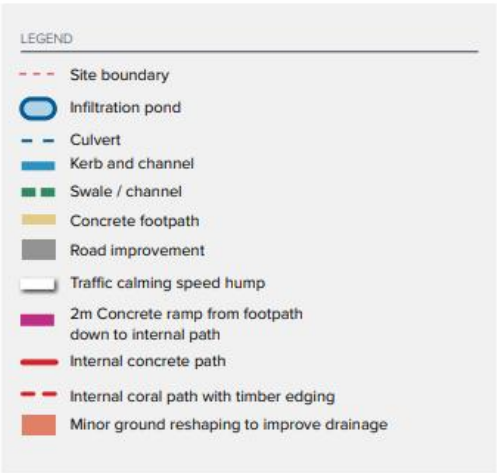 LEGEND
Site boundary
Infiltration pond
Culvert
Kerb and channel
Swale / channel
Concrete footpath
Road improvement
Traffic calming speed hump
2m Concrete ramp from footpath
down to internal path
Internal concrete path
Internal coral path with timber edging
Minor ground reshaping to improve drainage